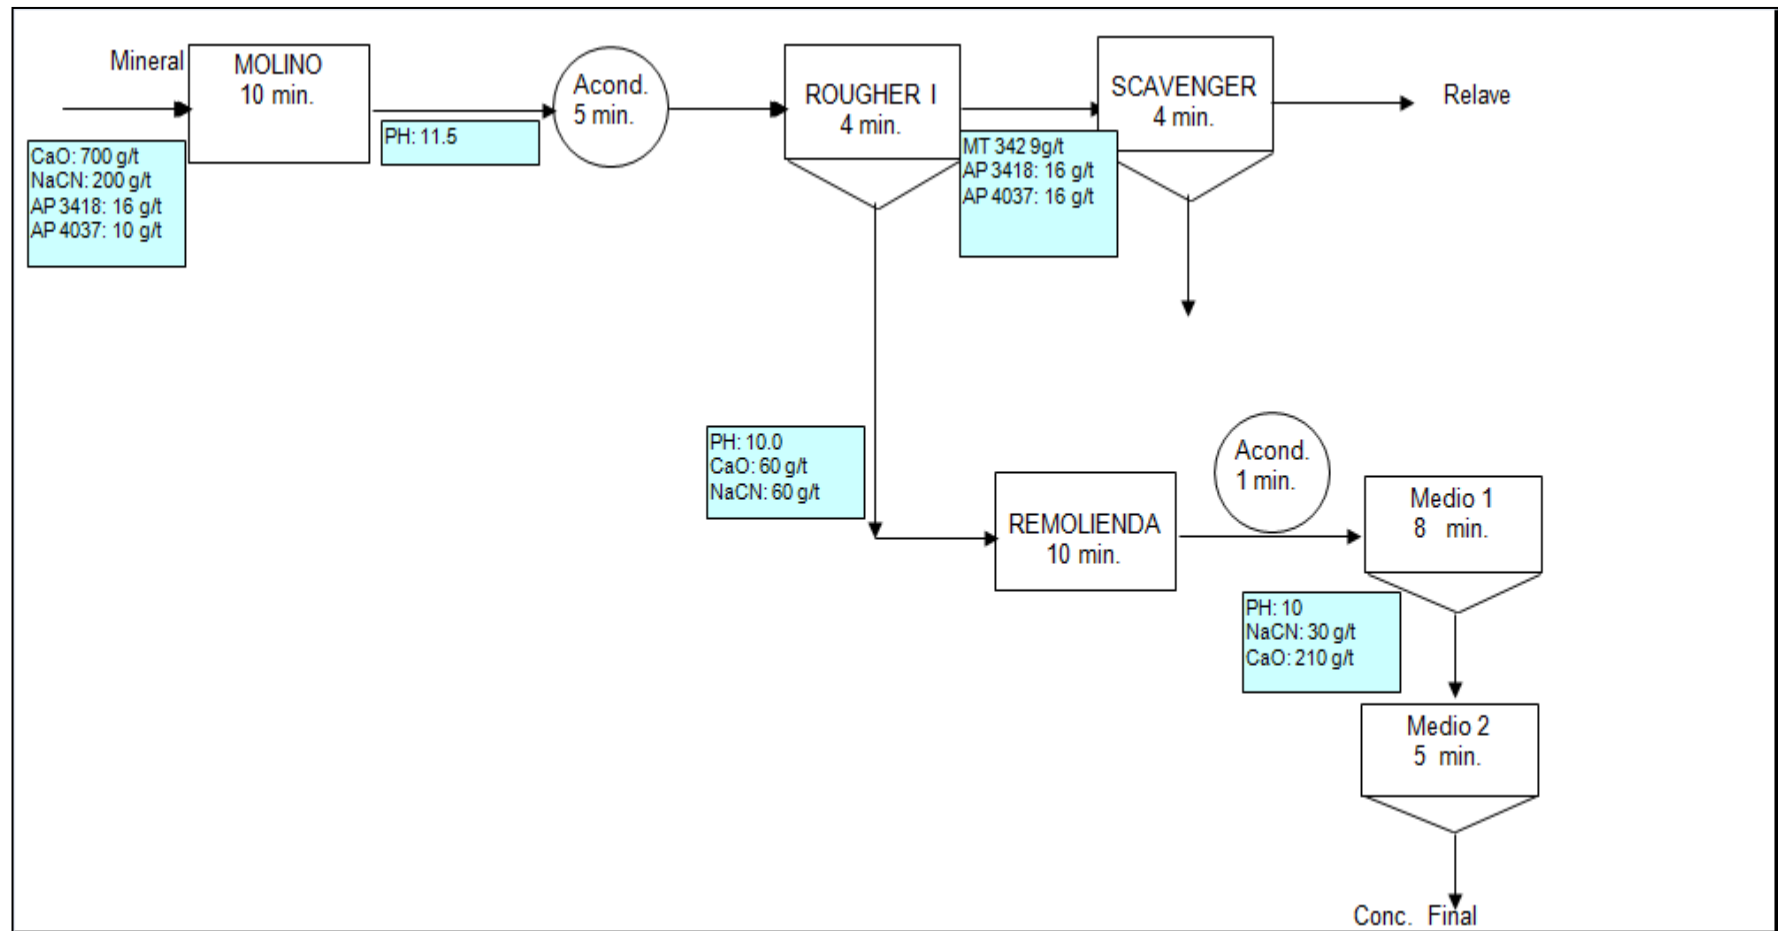 Mineral
MOLINO
10 min.
CaO: 700 g/t
NaCN: 200 g/t
AP 3418: 16 g/t
AP 4037: 10 g/t
PH: 11.5
Acond.
5 min.
ROUGHER I
4 min.
MT 342 9g/t
AP 3418: 16 g/t
AP 4037: 16 g/t
SCAVENGER
4 min.
Relave
PH: 10.0
CaO: 60 g/t
NaCN: 60 g/t
REMOLIENDA
10 min.
Acond.
1 min.
Medio 1
8 min.
PH: 10
NaCN: 30 g/t
CaO: 210 g/t
Medio 2
5 min.
Conc. Final